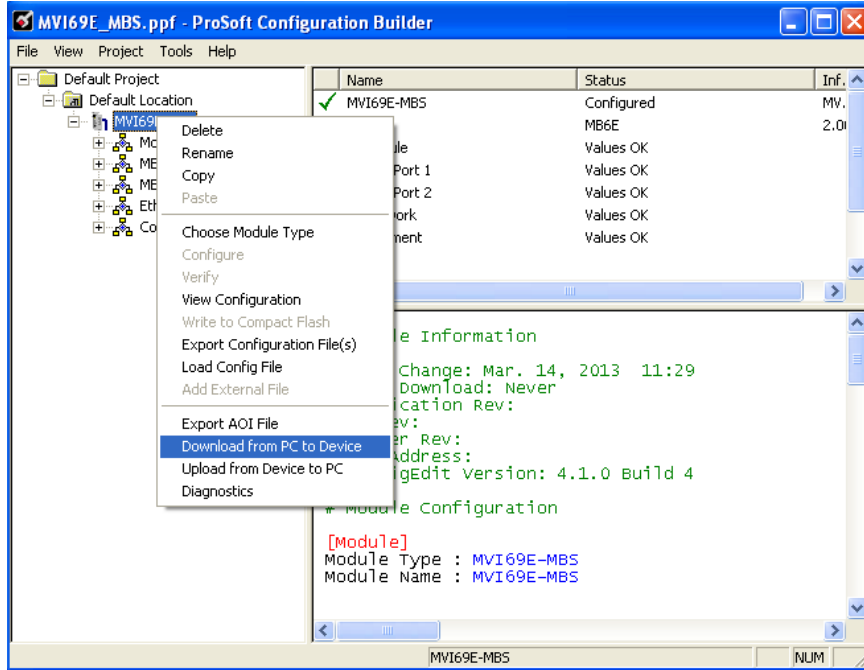 MVI69E_MBS.ppf - ProSoft Configuration Builder
File View Project Tools Help
Default Project
Default Location
MVI69
Mo
ME
ME
Eth
Co
Name Status Inf.
MVI69E-MBS Configured MV.
MB6E 2.0
ule Values OK
Port 1 Values OK
Port 2 Values OK
ork Values OK
ment Values OK
Delete
Rename
Copy
Paste
Choose Module Type
Configure
Verify
View Configuration
Write to Compact Flash
Export Configuration File(s)
Load Config File
Add External File
Export AOI File
Download from PC to Device
Upload from Device to PC
Diagnostics
le Information
Change: Mar. 14, 2013 11:29
Download: Never
ication Rev:
ev:
er Rev:
Address:
igEdit Version: 4.1.0 Build 4
# Module Configuration
[Module]
Module Type : MVI69E-MBS
Module Name : MVI69E-MBS
MVI69E-MBS NUM